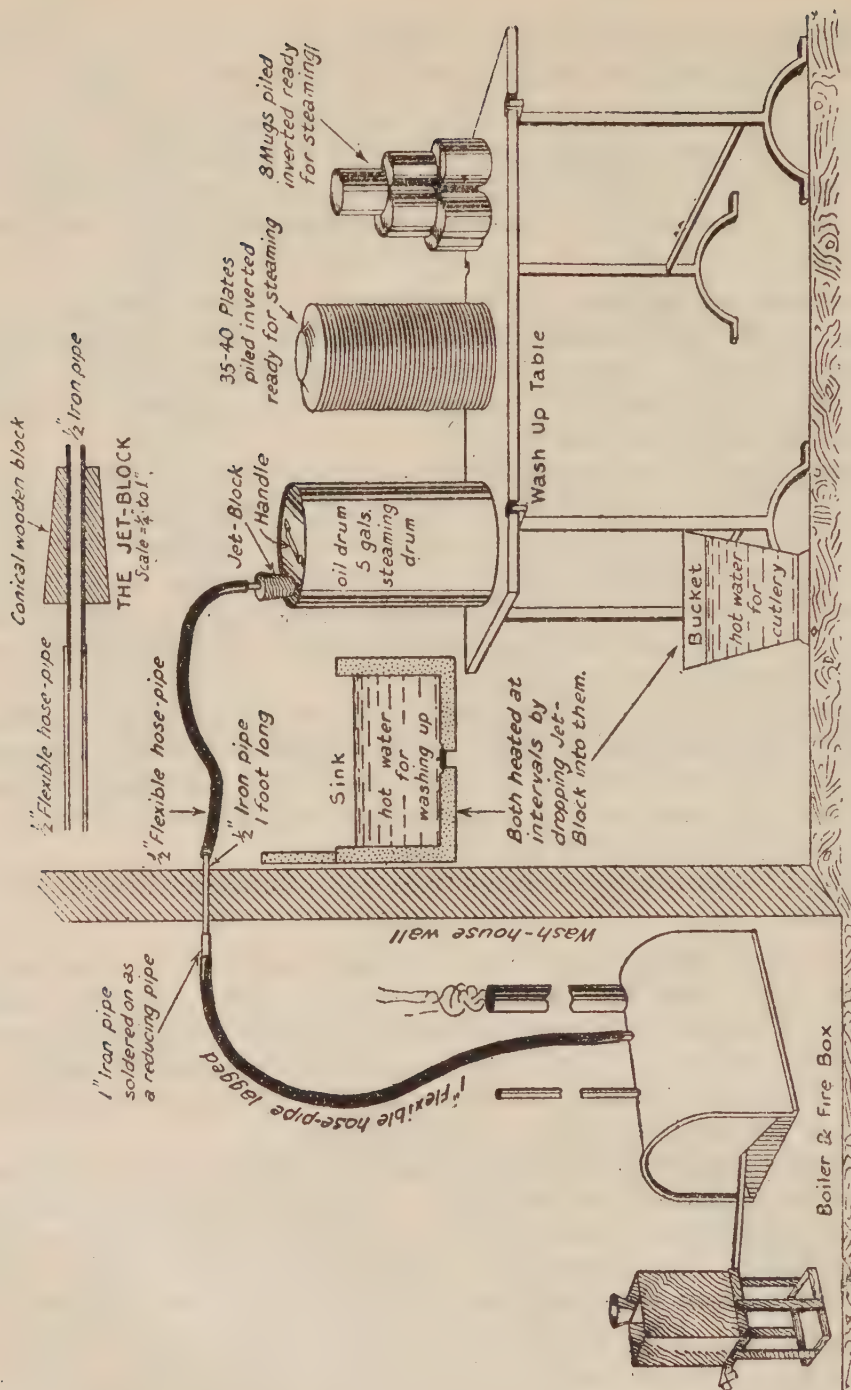 ½" Flexible hose-pipe
Conical wooden block
½" Iron pipe
THE JET-BLOCK
Scale = ¼" to 1".
1" Iron pipe
soldered on as
a reducing pipe
½" Flexible hose-pipe
½" Iron pipe
1 foot long
Jet-Block
Handle
35-40 Plates
piled inverted
ready for steaming
8 Mugs piled
inverted ready
for steaming
1" flexible hose-pipe lagged
Wash-house wall
Sink
hot water
for
washing up
oil drum
5 gals.
steaming
drum
Wash Up Table
Both heated at
intervals by
dropping Jet-
Block into them.
Bucket
hot water
for
cutlery
Boiler & Fire Box